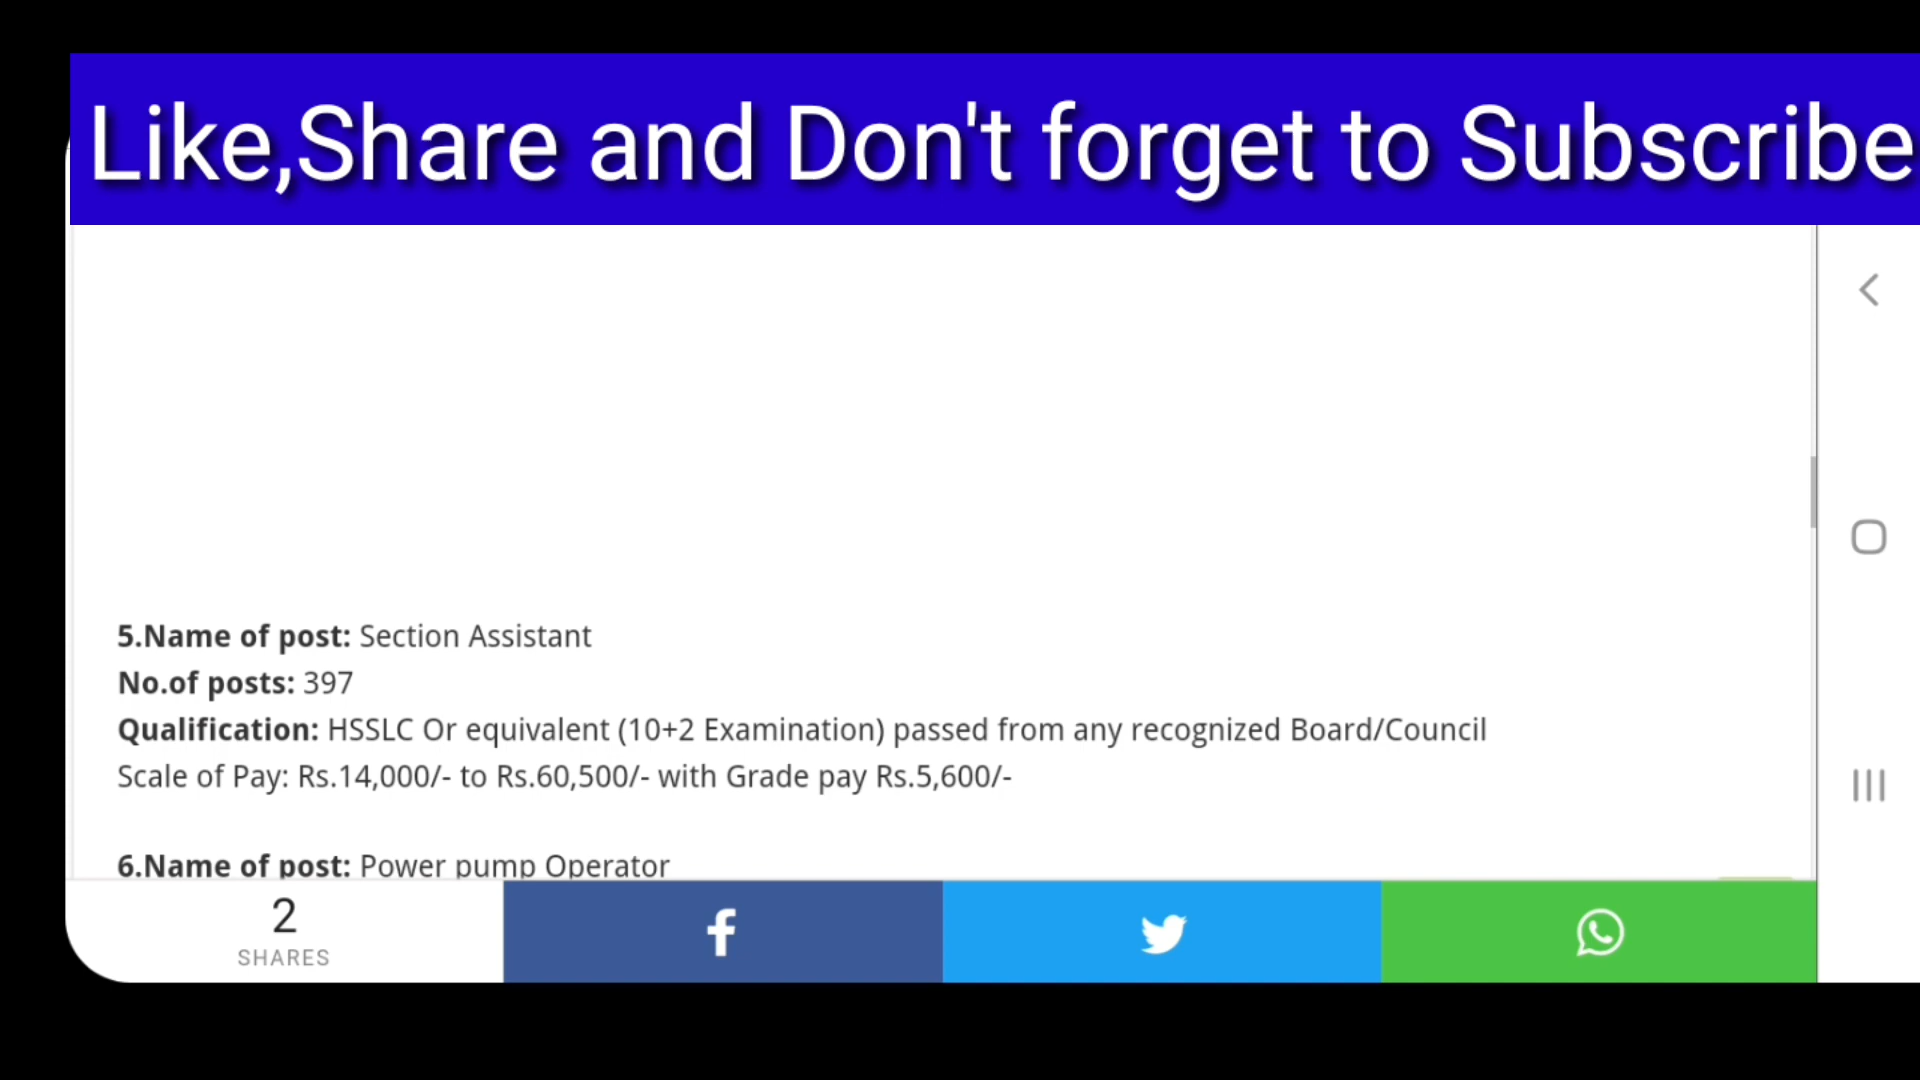 Like,Share and Don't forget to Subscribe
5.Name of post: Section Assistant
No.of posts: 397
Qualification: HSSLC Or equivalent (10+2 Examination) passed from any recognized Board/Council
Scale of Pay: Rs.14,000/- to Rs.60,500/- with Grade pay Rs.5,600/-
6.Name of post: Power pump Operator
2
SHARES